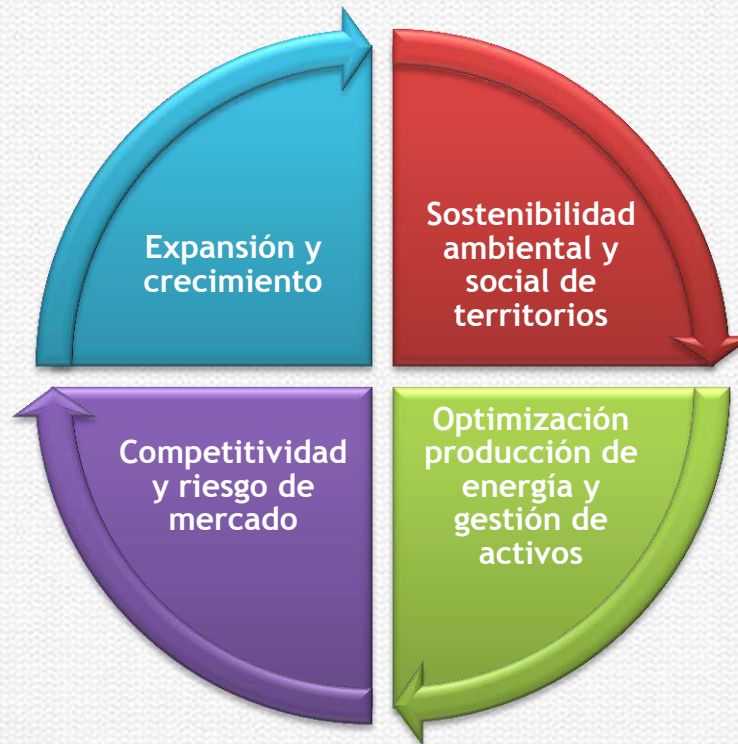 Expansión y
crecimiento
Sostenibilidad
ambiental y
social de
territorios
Competitividad
y riesgo de
mercado
Optimización
producción de
energía y
gestión de
activos